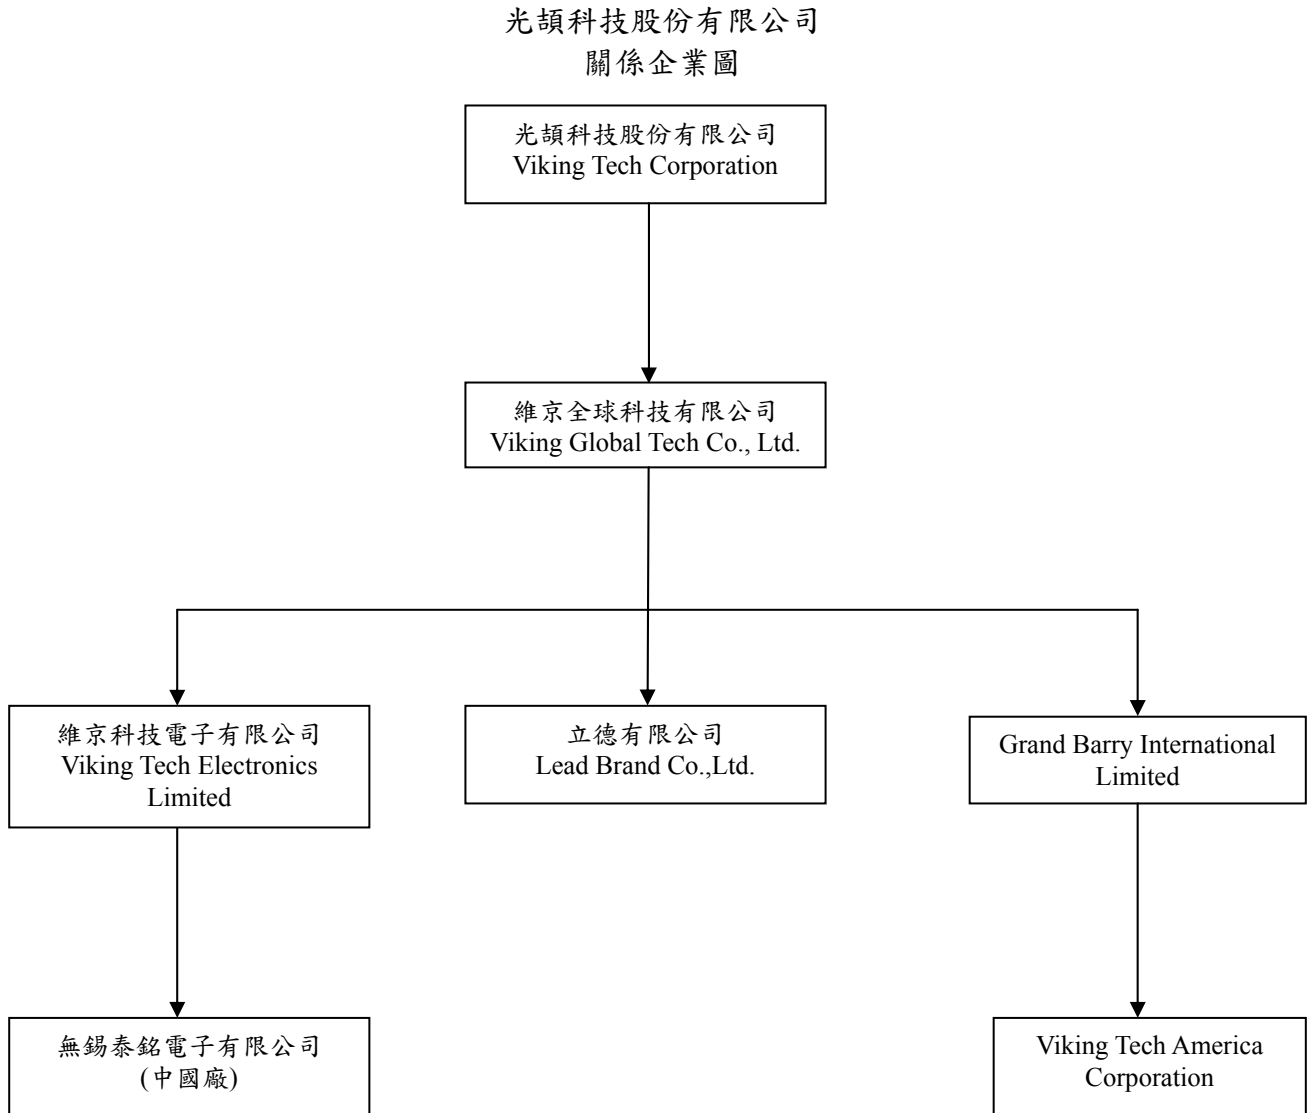 光頡科技股份有限公司
關係企業圖
光頡科技股份有限公司
Viking Tech Corporation
維京全球科技有限公司
Viking Global Tech Co., Ltd.
維京科技電子有限公司
Viking Tech Electronics
Limited
立德有限公司
Lead Brand Co.,Ltd.
Grand Barry International
Limited
無錫泰銘電子有限公司
(中國廠)
Viking Tech America
Corporation